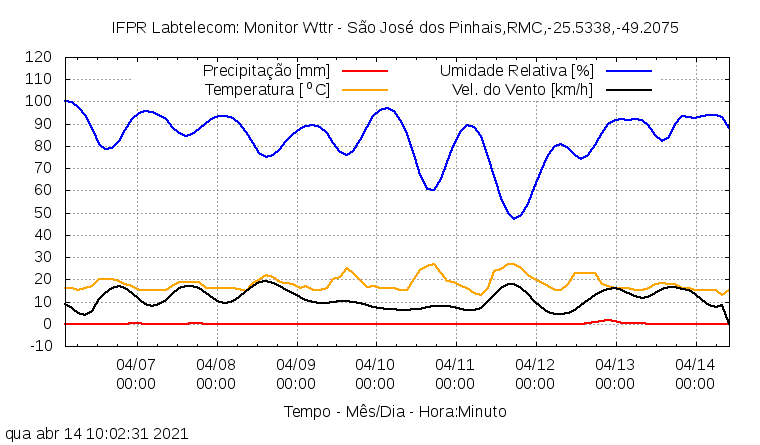 IFPR Labtelecom: Monitor Wttr - São José dos Pinhais,RMC,-25.5338,-49.2075
Precipitação [mm]
Temperatura [⁰C]
Umidade Relativa [%]
Vel. do Vento [km/h]
120
110
100
90
80
70
60
50
40
30
20
10
0
-10
04/07 04/08 04/09 04/10 04/11 04/12 04/13 04/14
00:00 00:00 00:00 00:00 00:00 00:00 00:00 00:00
Tempo - Mês/Dia - Hora:Minuto
qua abr 14 10:02:31 2021